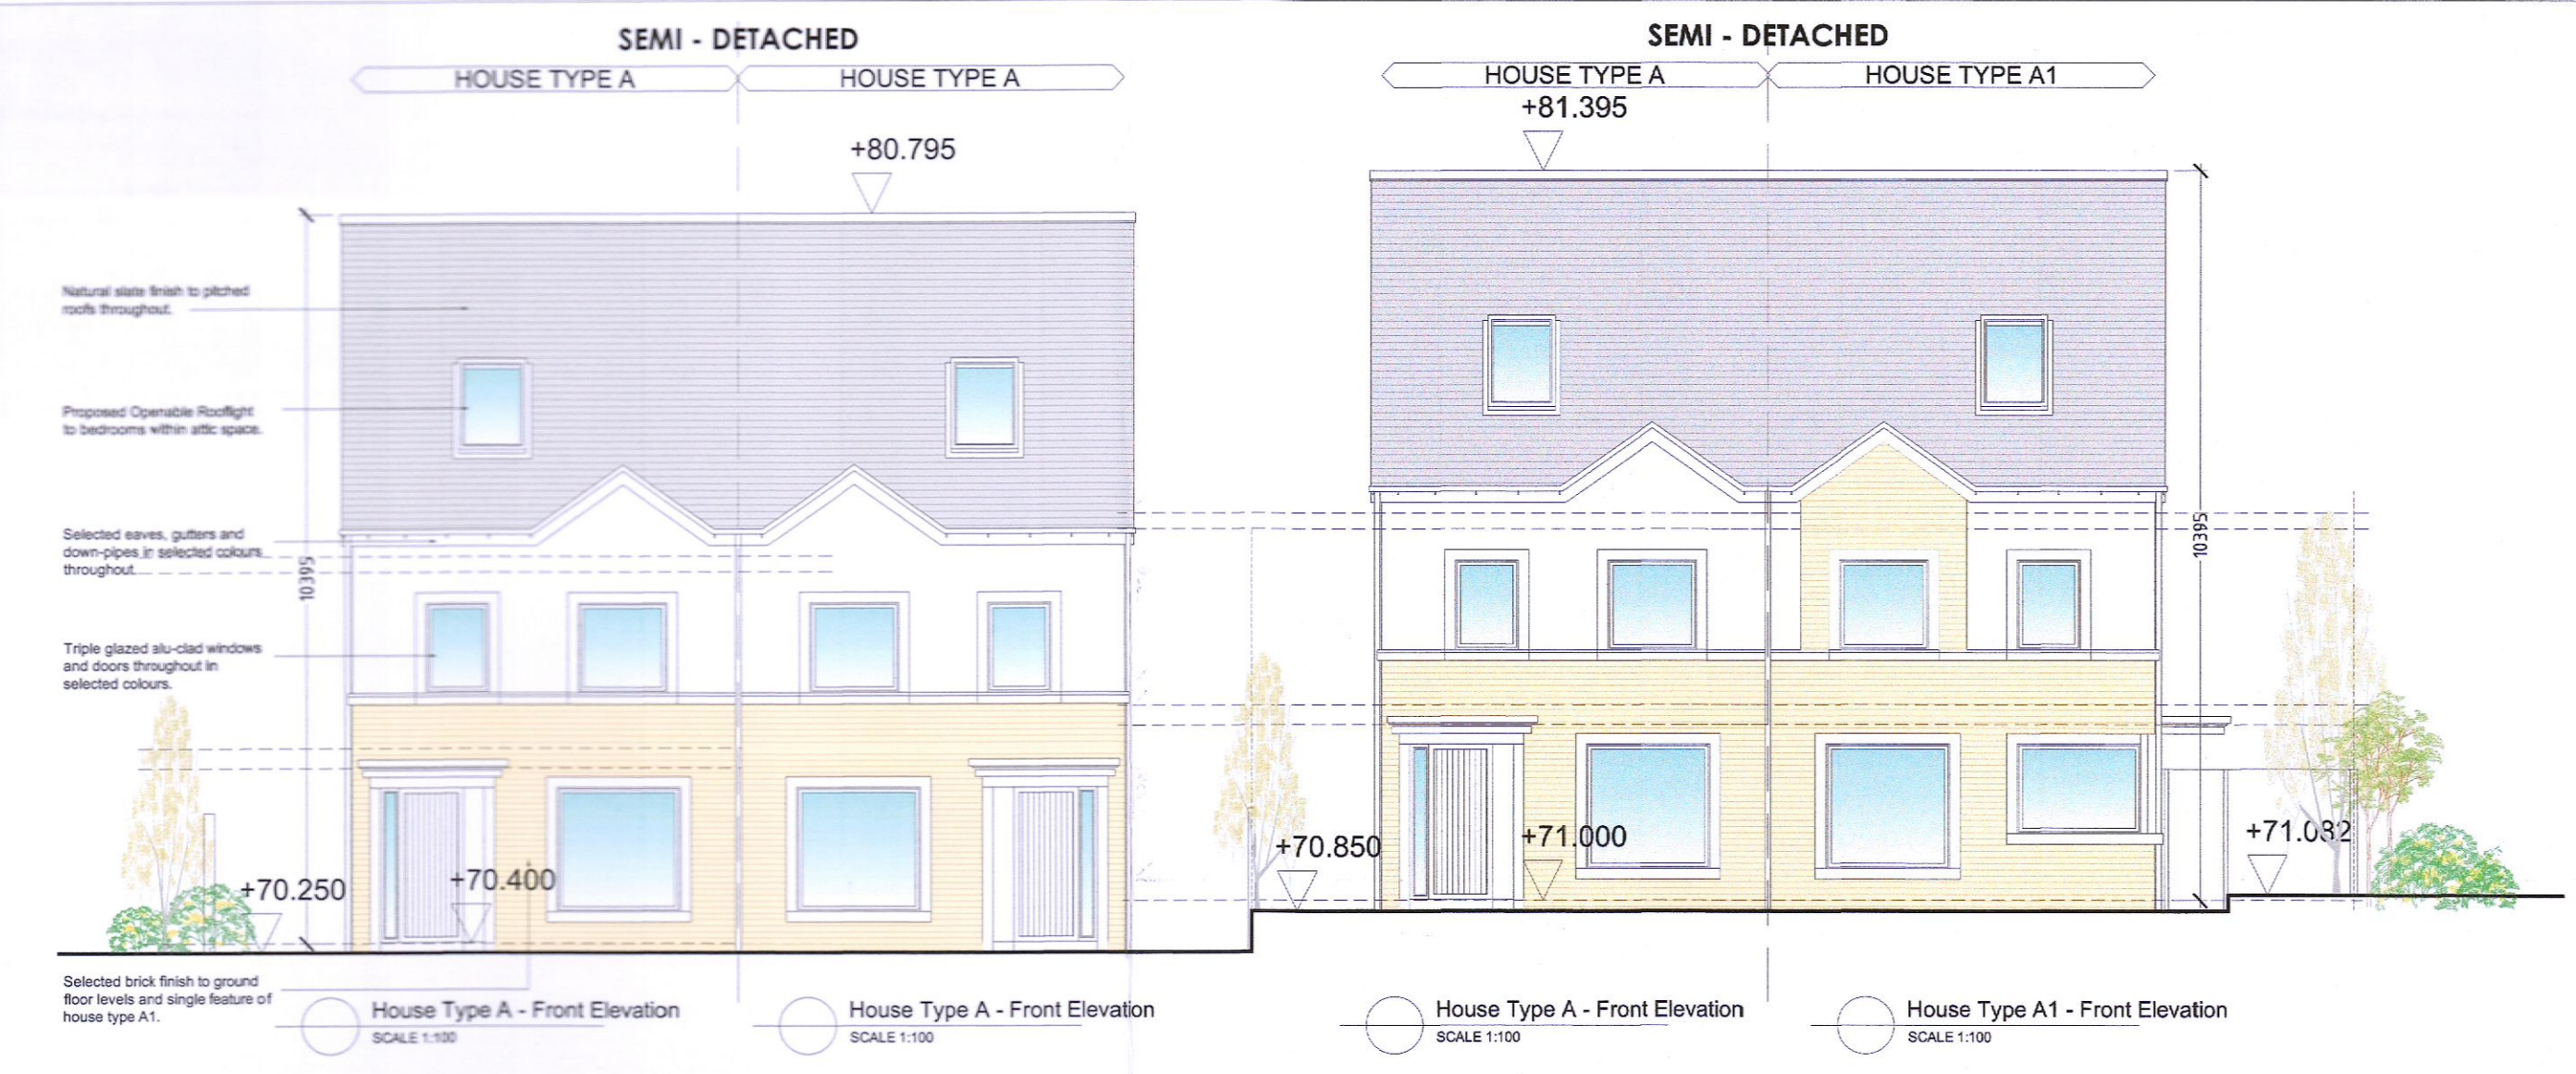 SEMI - DETACHED
HOUSE TYPE A
HOUSE TYPE A
+80.795
Natural slate finish to pitched
roofs throughout.
Proposed Openable Rooflight
to bedrooms within attic space.
Selected eaves, gutters and
down-pipes in selected colours
throughout.
Triple glazed alu-clad windows
and doors throughout in
selected colours.
10395
+70.250
+70.400
Selected brick finish to ground
floor levels and single feature of
house type A1.
House Type A - Front Elevation
SCALE 1:100
House Type A - Front Elevation
SCALE 1:100
SEMI - DETACHED
HOUSE TYPE A
HOUSE TYPE A1
+81.395
10395
+70.850
+71.000
+71.082
House Type A - Front Elevation
SCALE 1:100
House Type A1 - Front Elevation
SCALE 1:100